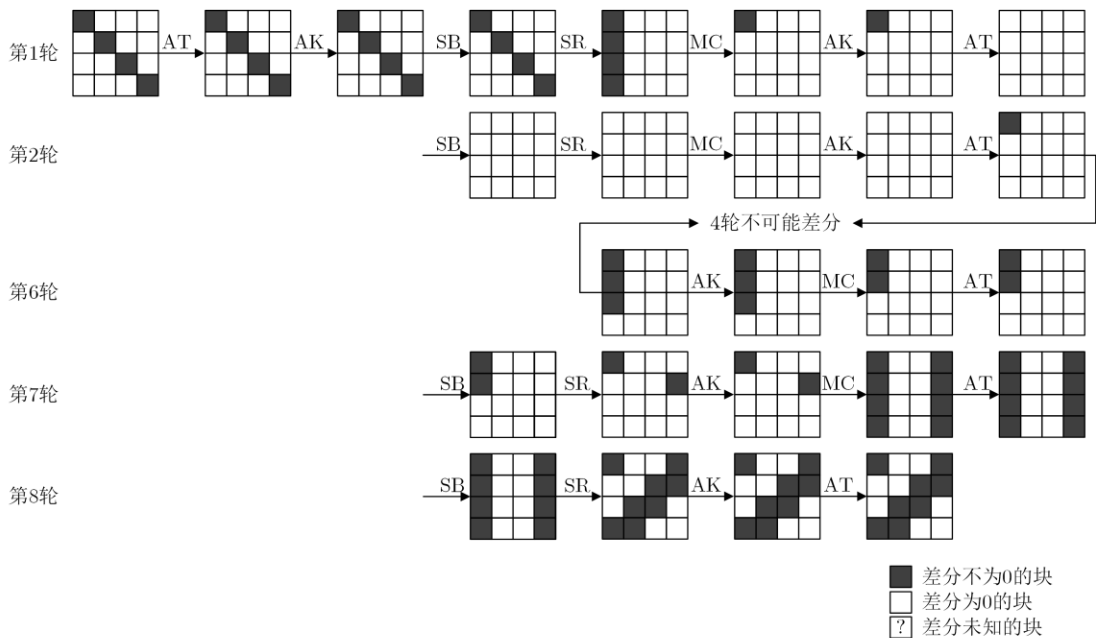 第1轮 AT AK SB SR MC AK AT
第2轮 SB SR MC AK AT
4轮不可能差分
第6轮 AK MC AT
第7轮 SB SR AK MC AT
第8轮 SB SR AK AT
差分不为0的块
差分为0的块
? 差分未知的块